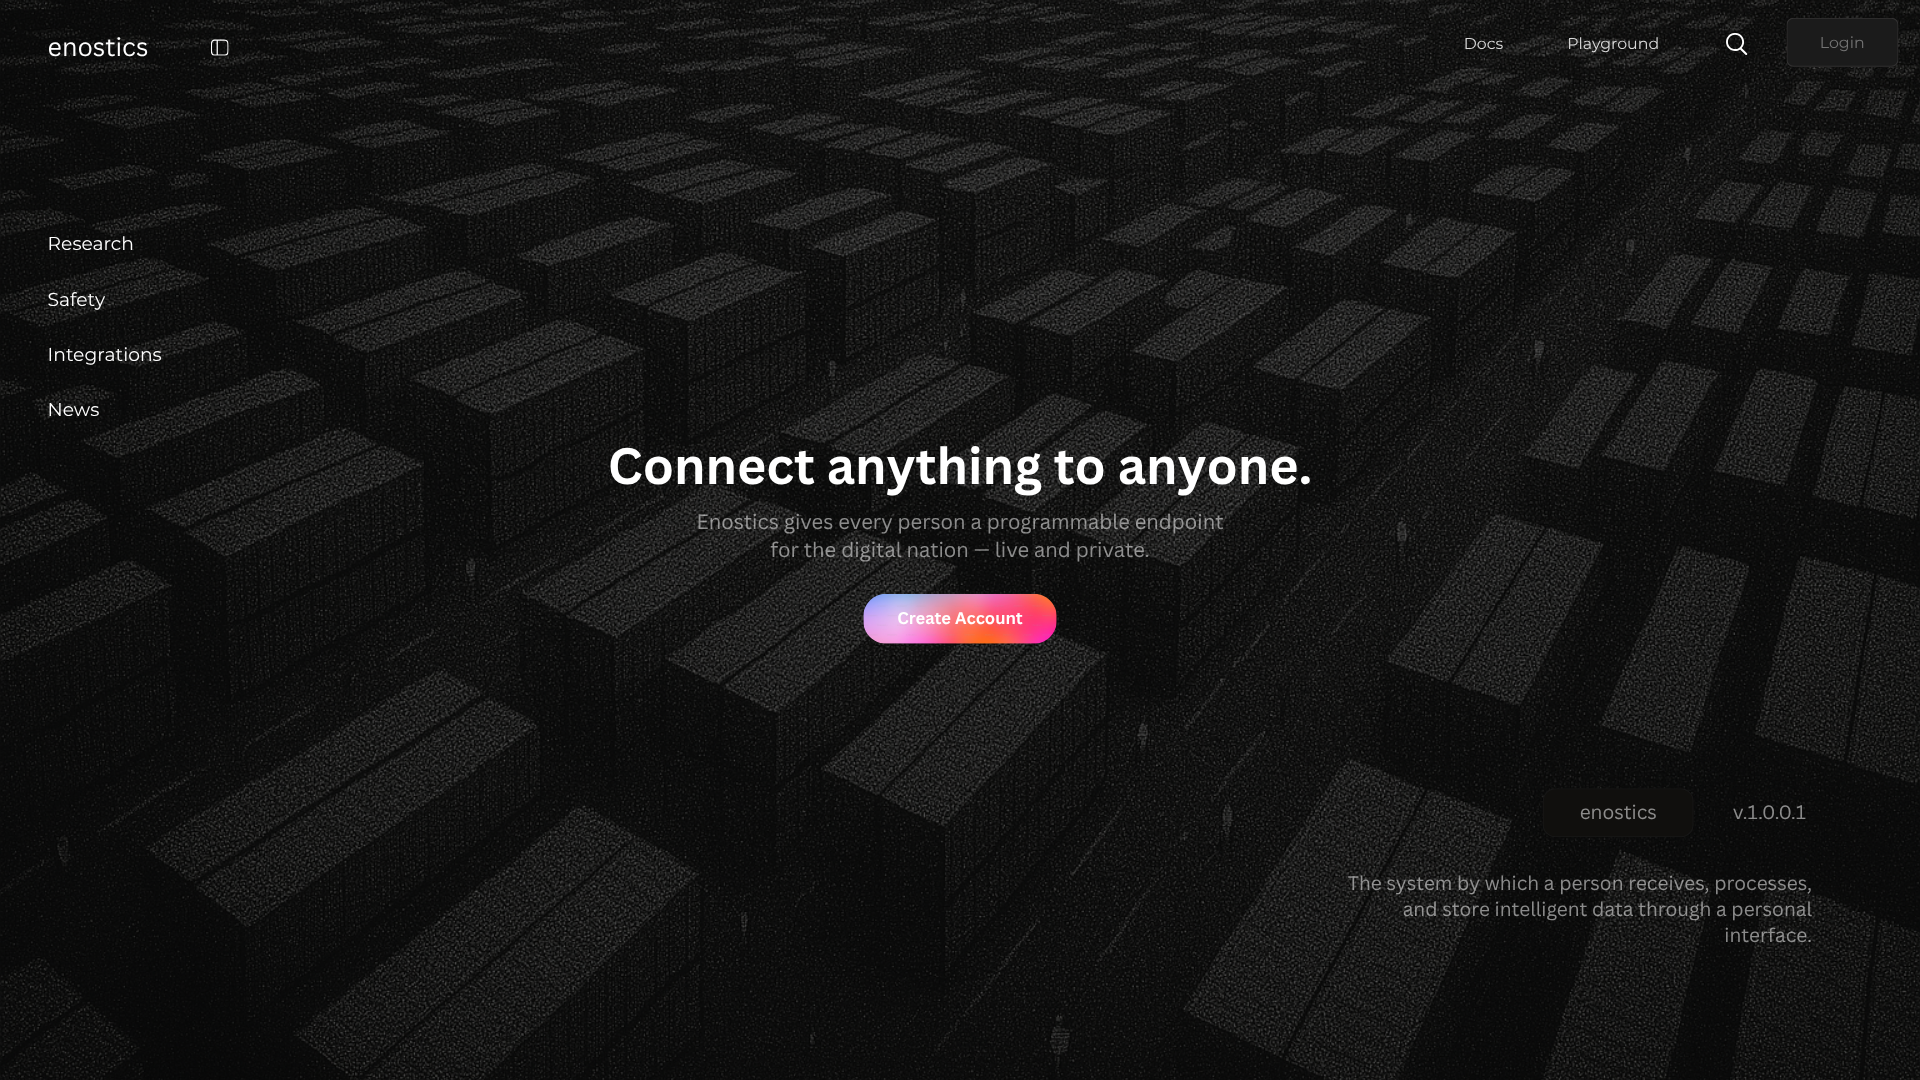 enostics
Docs
Playground
Login
Research
Safety
Integrations
News
Connect anything to anyone.
Enostics gives every person a programmable endpoint
for the digital nation — live and private.
Create Account
enostics
v.1.0.0.1
The system by which a person receives, processes,
and store intelligent data through a personal
interface.